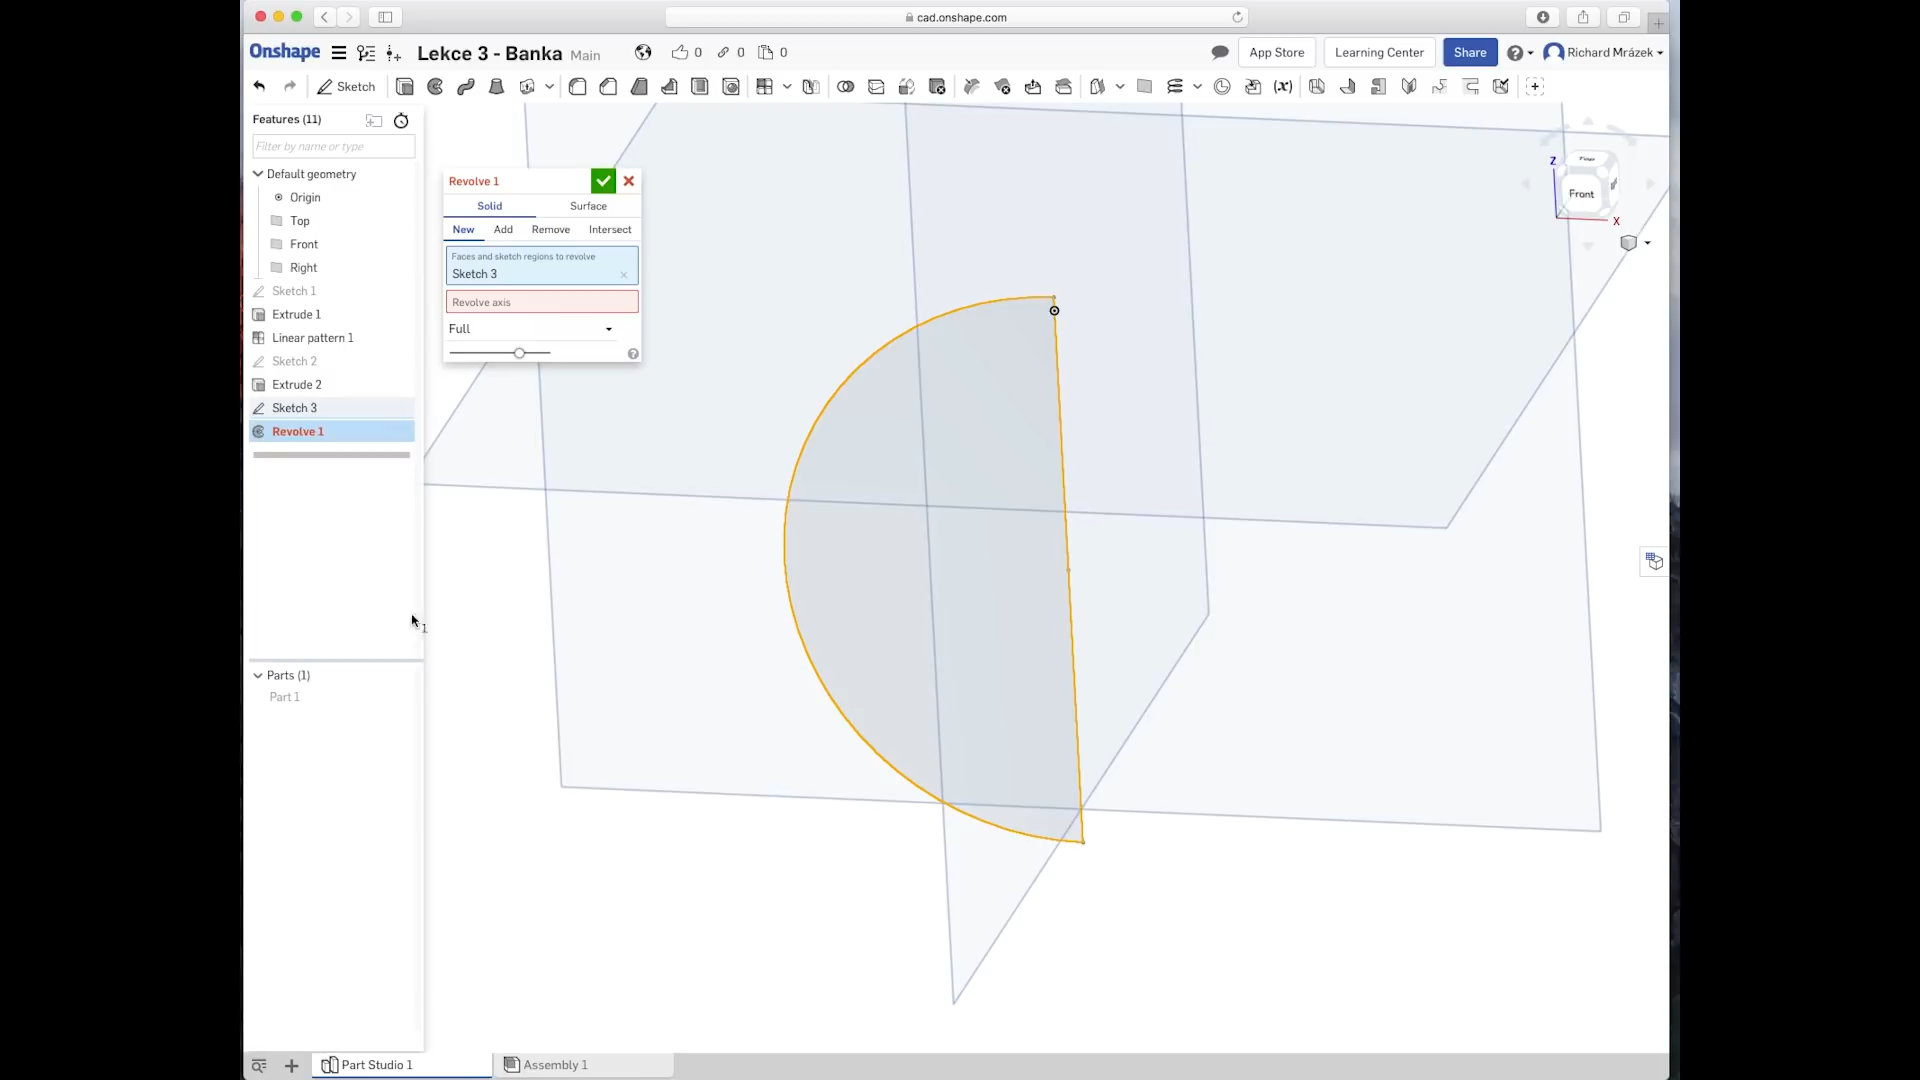 cad.onshape.com
Onshape
Lekce 3 - Banka Main
0 0 0
App Store
Learning Center
Share
Richard Mrázek
Sketch
(x)
Features (11)
Filter by name or type
Default geometry
Origin
Top
Front
Right
Sketch 1
Extrude 1
Linear pattern 1
Sketch 2
Extrude 2
Sketch 3
Revolve 1
Revolve 1
Solid Surface
New Add Remove Intersect
Faces and sketch regions to revolve
Sketch 3
Revolve axis
Full
Z
Top
Front
X
1
Parts (1)
Part 1
Part Studio 1
Assembly 1